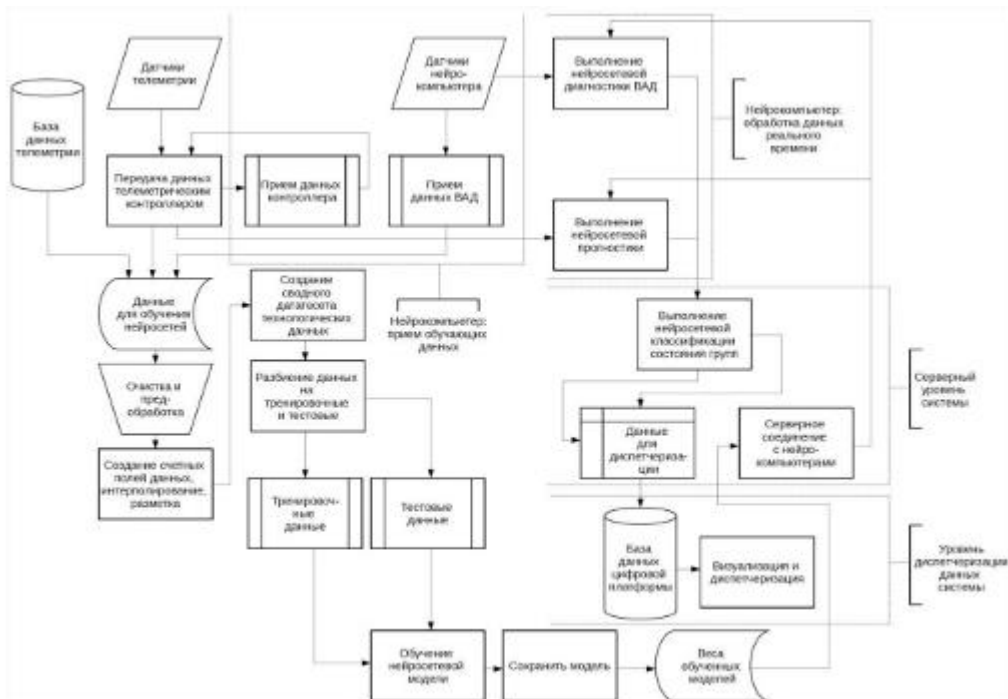 Датчики
телеметрии
Датчики
нейро-
компьютера
Выполнение
нейросетевой
диагностики ВАД
База
данных
телеметрии
Нейрокомпьютер:
обработка данных
реального
времени
Передача данных
телеметрическим
контроллером
Прием данных
контроллера
Прием
данных ВАД
Выполнение
нейросетевой
прогностики
Данные
для обучения
нейросетей
Создание
сводного
датасета
технологических
данных
Нейрокомпьютер:
прием обучающих
данных
Выполнение
нейросетевой
классификации
состояния групп
Серверный
уровень
системы
Очистка и
пред-
обработка
Разбиение данных
на
тренировочные
и тестовые
Данные
для
диспетчериза-
ции
Серверное
соединение
с нейро-
компьютерами
Создание счетных
полей данных,
интерполирование,
разметка
Тренировоч-
ные
данные
Тестовые
данные
База
данных
цифровой
платформы
Визуализация и
диспетчеризация
Уровень
диспетчеризации
данных
системы
Обучение
нейросетевой
модели
Сохранить модель
Веса
обученных
моделей